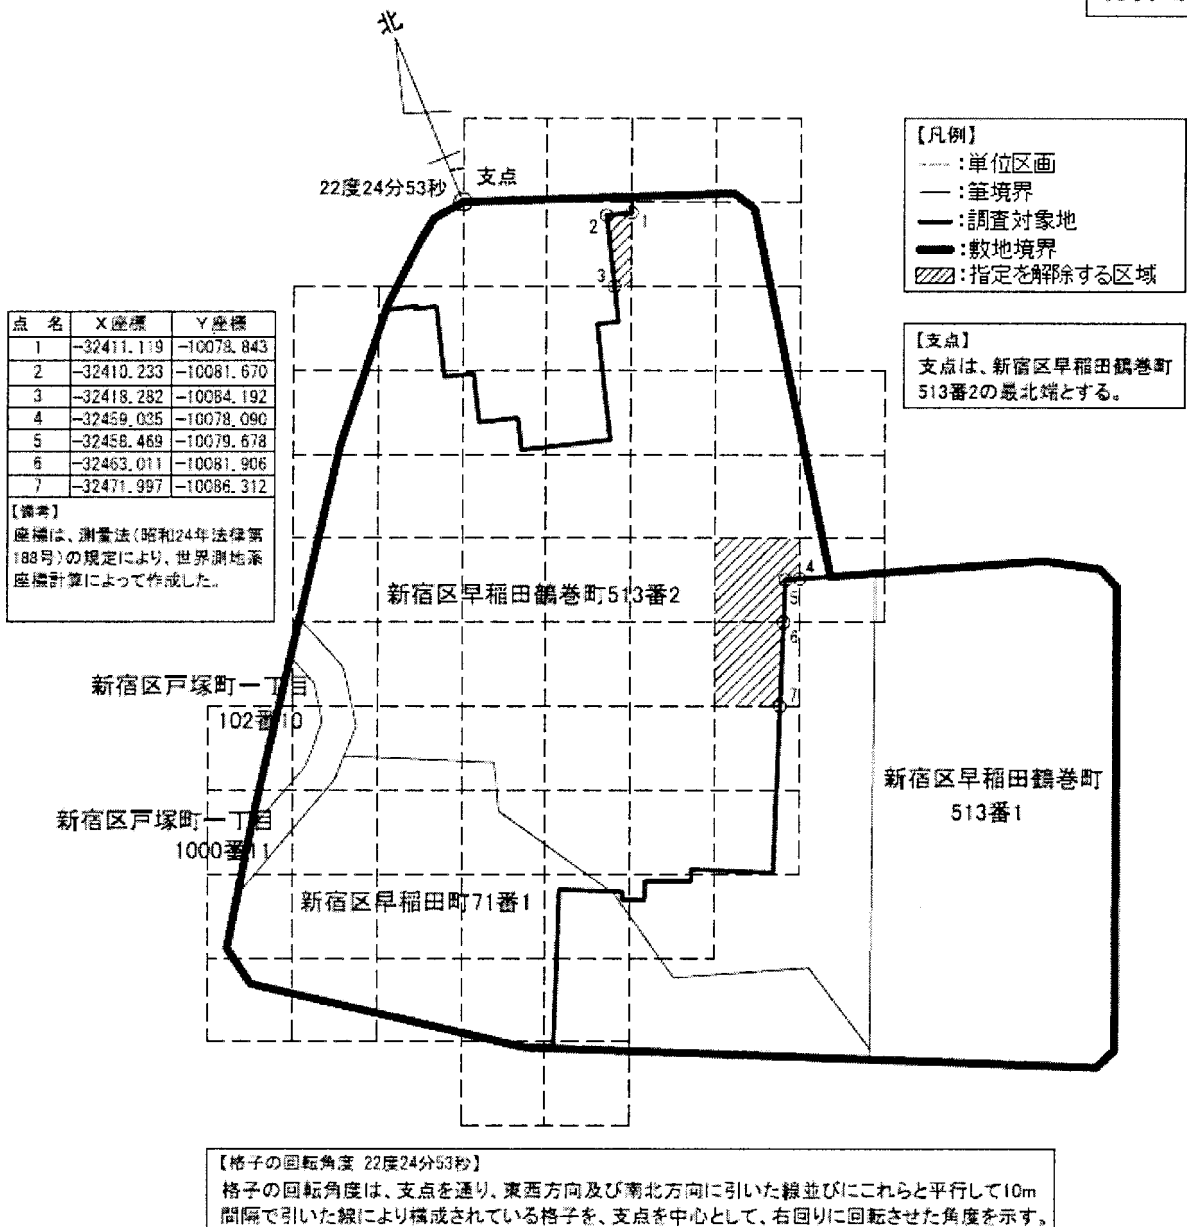 北
支点
22度24分53秒
1
2
3
【凡例】
:単位区画
:筆境界
:調査対象地
:敷地境界
:指定を解除する区域
【支点】
支点は、新宿区早稲田鶴巻町
513番2の最北端とする。
点 名 X座標 Y座標
1 -32411.119 -10078.843
2 -32410.233 -10081.670
3 -32418.282 -10084.192
4 -32459.035 -10078.090
5 -32458.469 -10079.678
6 -32463.011 -10081.906
7 -32471.997 -10086.312
【備考】
座標は、測量法(昭和24年法律第
188号)の規定により、世界測地系
座標計算によって作成した。
4
5
6
7
新宿区早稲田鶴巻町513番2
新宿区戸塚町一丁目
102番10
新宿区戸塚町一丁目
1000番11
新宿区早稲田町71番1
新宿区早稲田鶴巻町
513番1
【格子の回転角度 22度24分53秒】
格子の回転角度は、支点を通り、東西方向及び南北方向に引いた線並びにこれらと平行して10m
間隔で引いた線により構成されている格子を、支点を中心として、右回りに回転させた角度を示す。